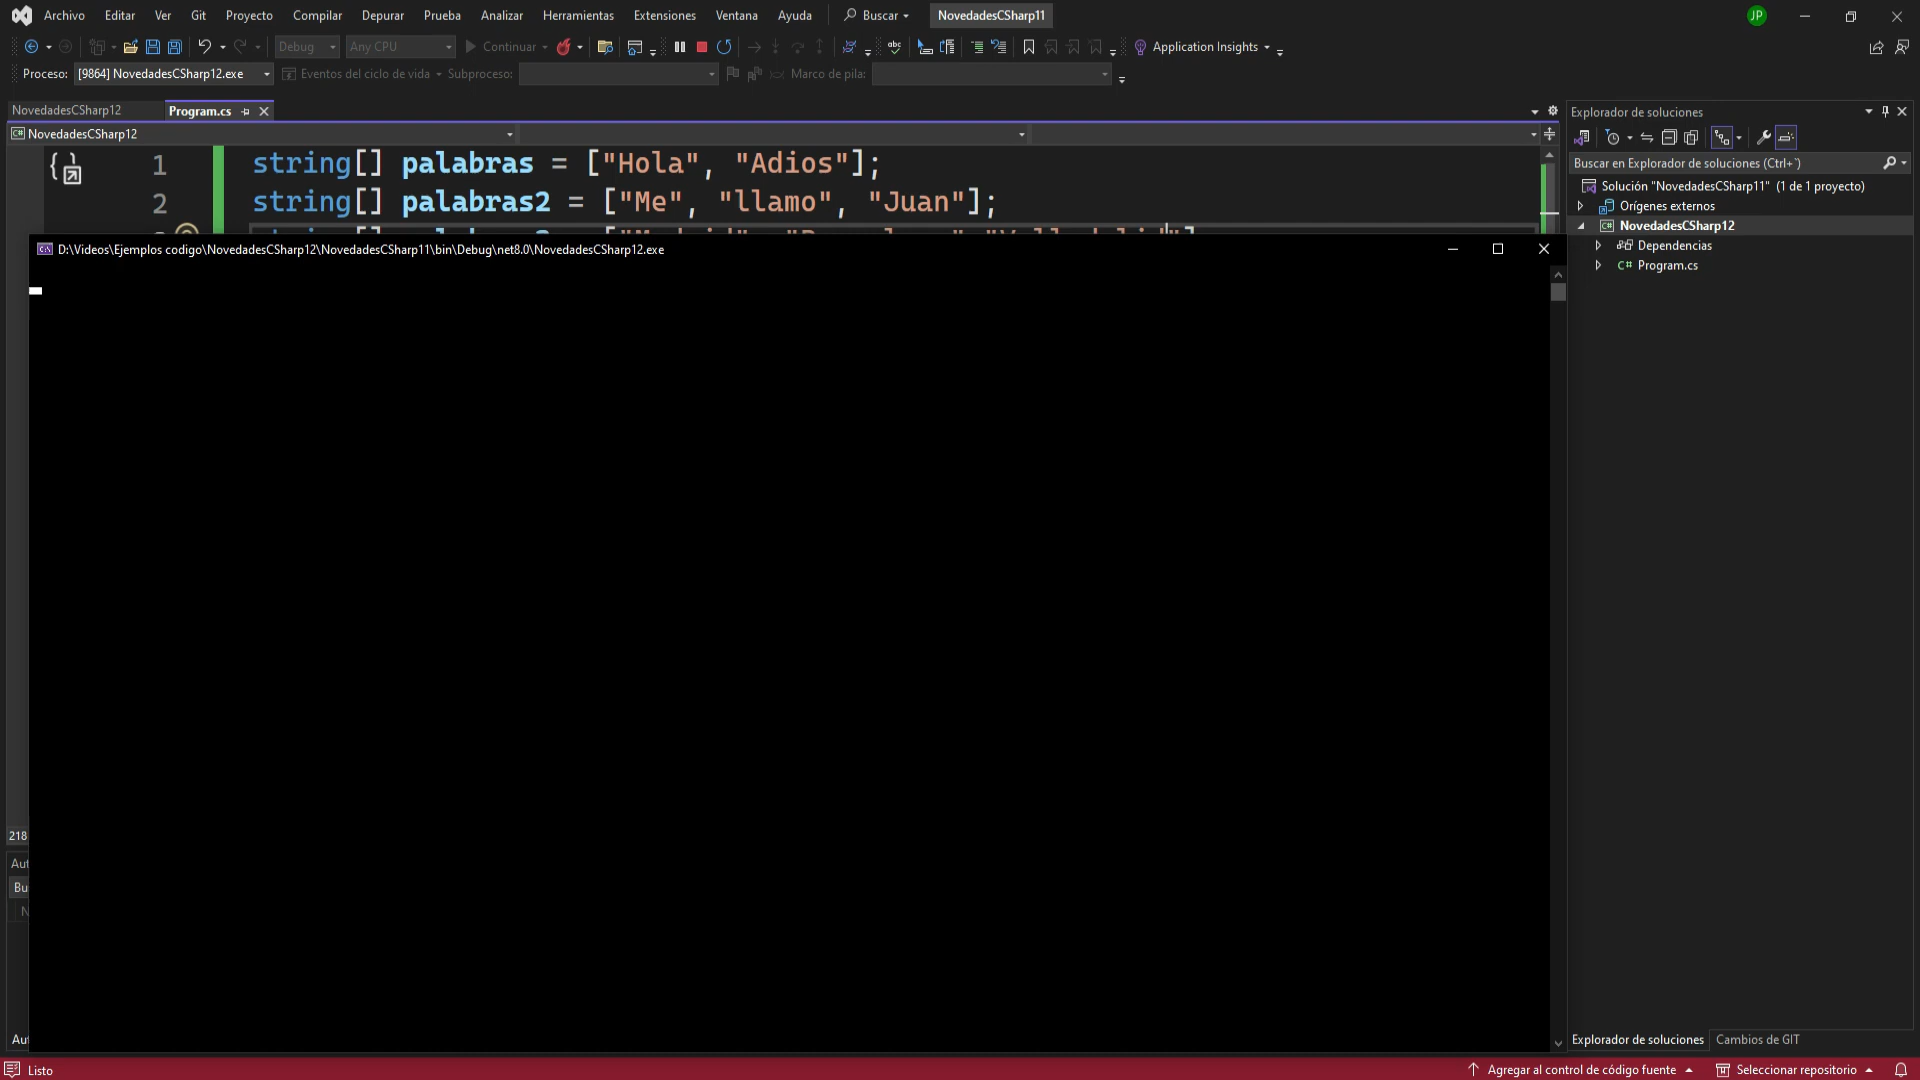 Archivo Editar Ver Git Proyecto Compilar Depurar Prueba Analizar Herramientas Extensiones Ventana Ayuda Buscar NovedadesCSharp11 JP
Debug Any CPU Continuar abc Application Insights
Proceso: [9864] NovedadesCSharp12.exe Eventos del ciclo de vida Subproceso: Marco de pila:
NovedadesCSharp12 Program.cs
C# NovedadesCSharp12
1 string[] palabras = ["Hola", "Adios"];
2 string[] palabras2 = ["Me", "llamo", "Juan"];
D:\Videos\Ejemplos codigo\NovedadesCSharp12\NovedadesCSharp11\bin\Debug\net8.0\NovedadesCSharp12.exe
218
Explorador de soluciones
Buscar en Explorador de soluciones (Ctrl+`)
Solución "NovedadesCSharp11" (1 de 1 proyecto)
Orígenes externos
C# NovedadesCSharp12
Dependencias
C# Program.cs
Explorador de soluciones Cambios de GIT
Listo Agregar al control de código fuente Seleccionar repositorio